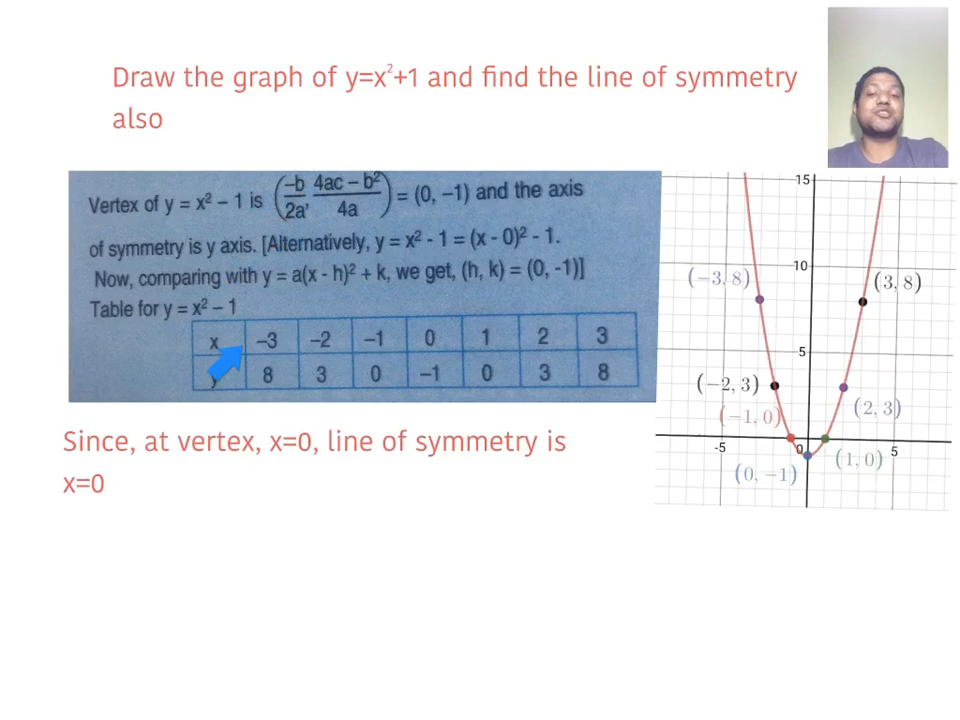 Draw the graph of y=x²+1 and find the line of symmetry
also
Vertex of y = x² – 1 is (–b/2a, 4ac – b²/4a) = (0, –1) and the axis
of symmetry is y axis. [Alternatively, y = x² - 1 = (x - 0)² - 1.
Now, comparing with y = a(x - h)² + k, we get, (h, k) = (0, -1)]
Table for y = x² – 1
x –3 –2 –1 0 1 2 3
y 8 3 0 –1 0 3 8
Since, at vertex, x=0, line of symmetry is
x=0
15
(−3, 8) 10 (3, 8)
5
(−2, 3) (2, 3)
(−1, 0)
-5 0 5
(0, −1) (1, 0)